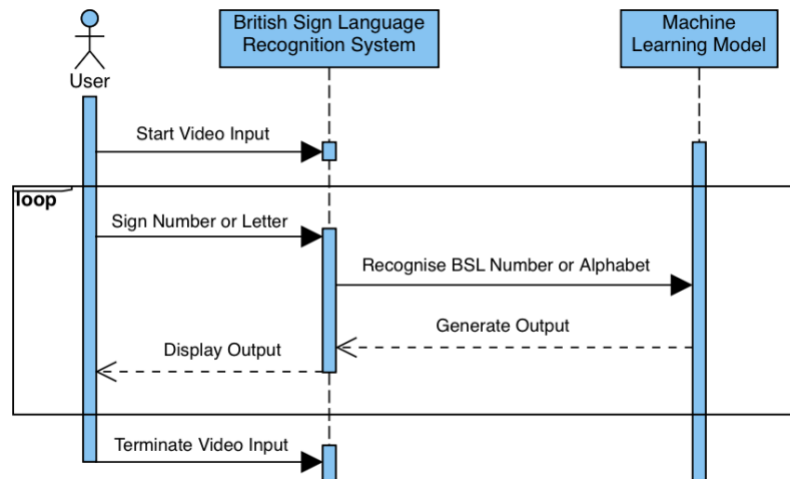 British Sign Language
Recognition System
Machine
Learning Model
User
Start Video Input
loop
Sign Number or Letter
Recognise BSL Number or Alphabet
Generate Output
Display Output
Terminate Video Input